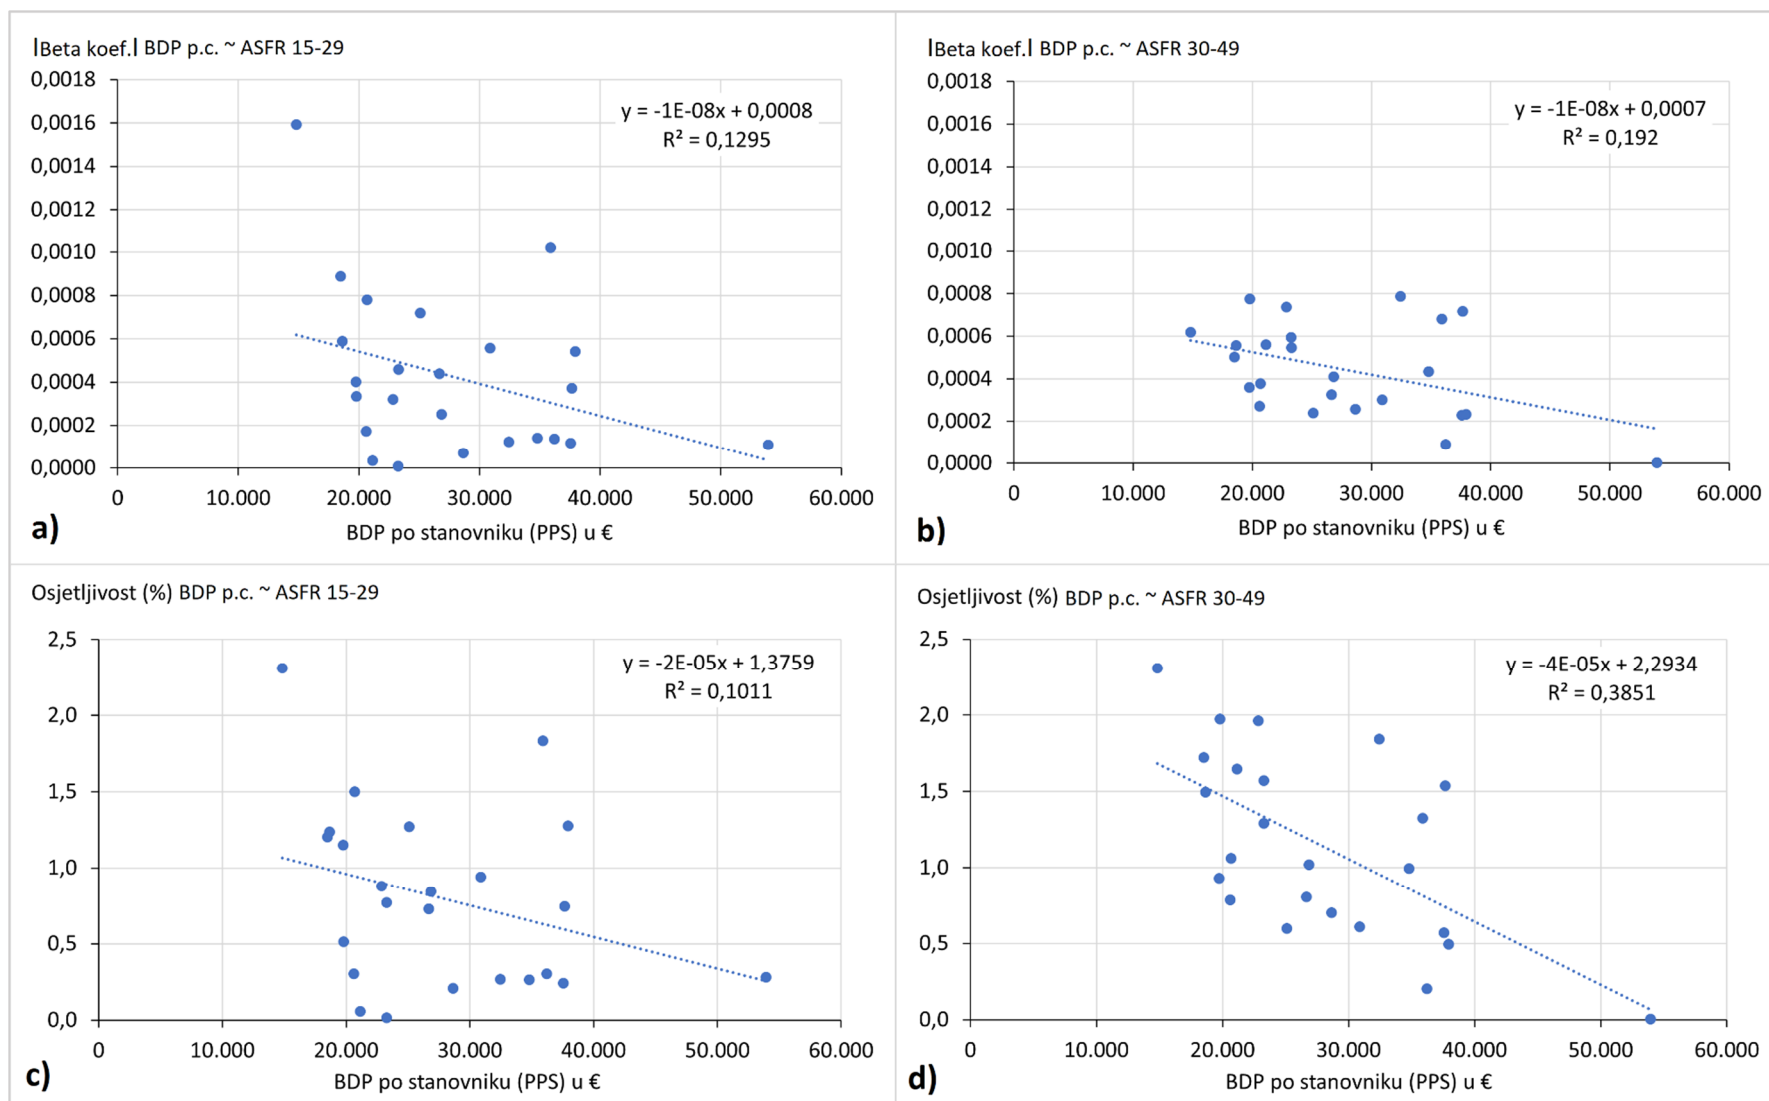 |Beta koef.| BDP p.c. ~ ASFR 15-29
0,0018
0,0016
0,0014
0,0012
0,0010
0,0008
0,0006
0,0004
0,0002
0,0000
y = -1E-08x + 0,0008
R² = 0,1295
0 10.000 20.000 30.000 40.000 50.000 60.000
BDP po stanovniku (PPS) u €
a)
|Beta koef.| BDP p.c. ~ ASFR 30-49
0,0018
0,0016
0,0014
0,0012
0,0010
0,0008
0,0006
0,0004
0,0002
0,0000
y = -1E-08x + 0,0007
R² = 0,192
0 10.000 20.000 30.000 40.000 50.000 60.000
BDP po stanovniku (PPS) u €
b)
Osjetljivost (%) BDP p.c. ~ ASFR 15-29
2,5
2,0
1,5
1,0
0,5
0,0
y = -2E-05x + 1,3759
R² = 0,1011
0 10.000 20.000 30.000 40.000 50.000 60.000
BDP po stanovniku (PPS) u €
c)
Osjetljivost (%) BDP p.c. ~ ASFR 30-49
2,5
2,0
1,5
1,0
0,5
0,0
y = -4E-05x + 2,2934
R² = 0,3851
0 10.000 20.000 30.000 40.000 50.000 60.000
BDP po stanovniku (PPS) u €
d)